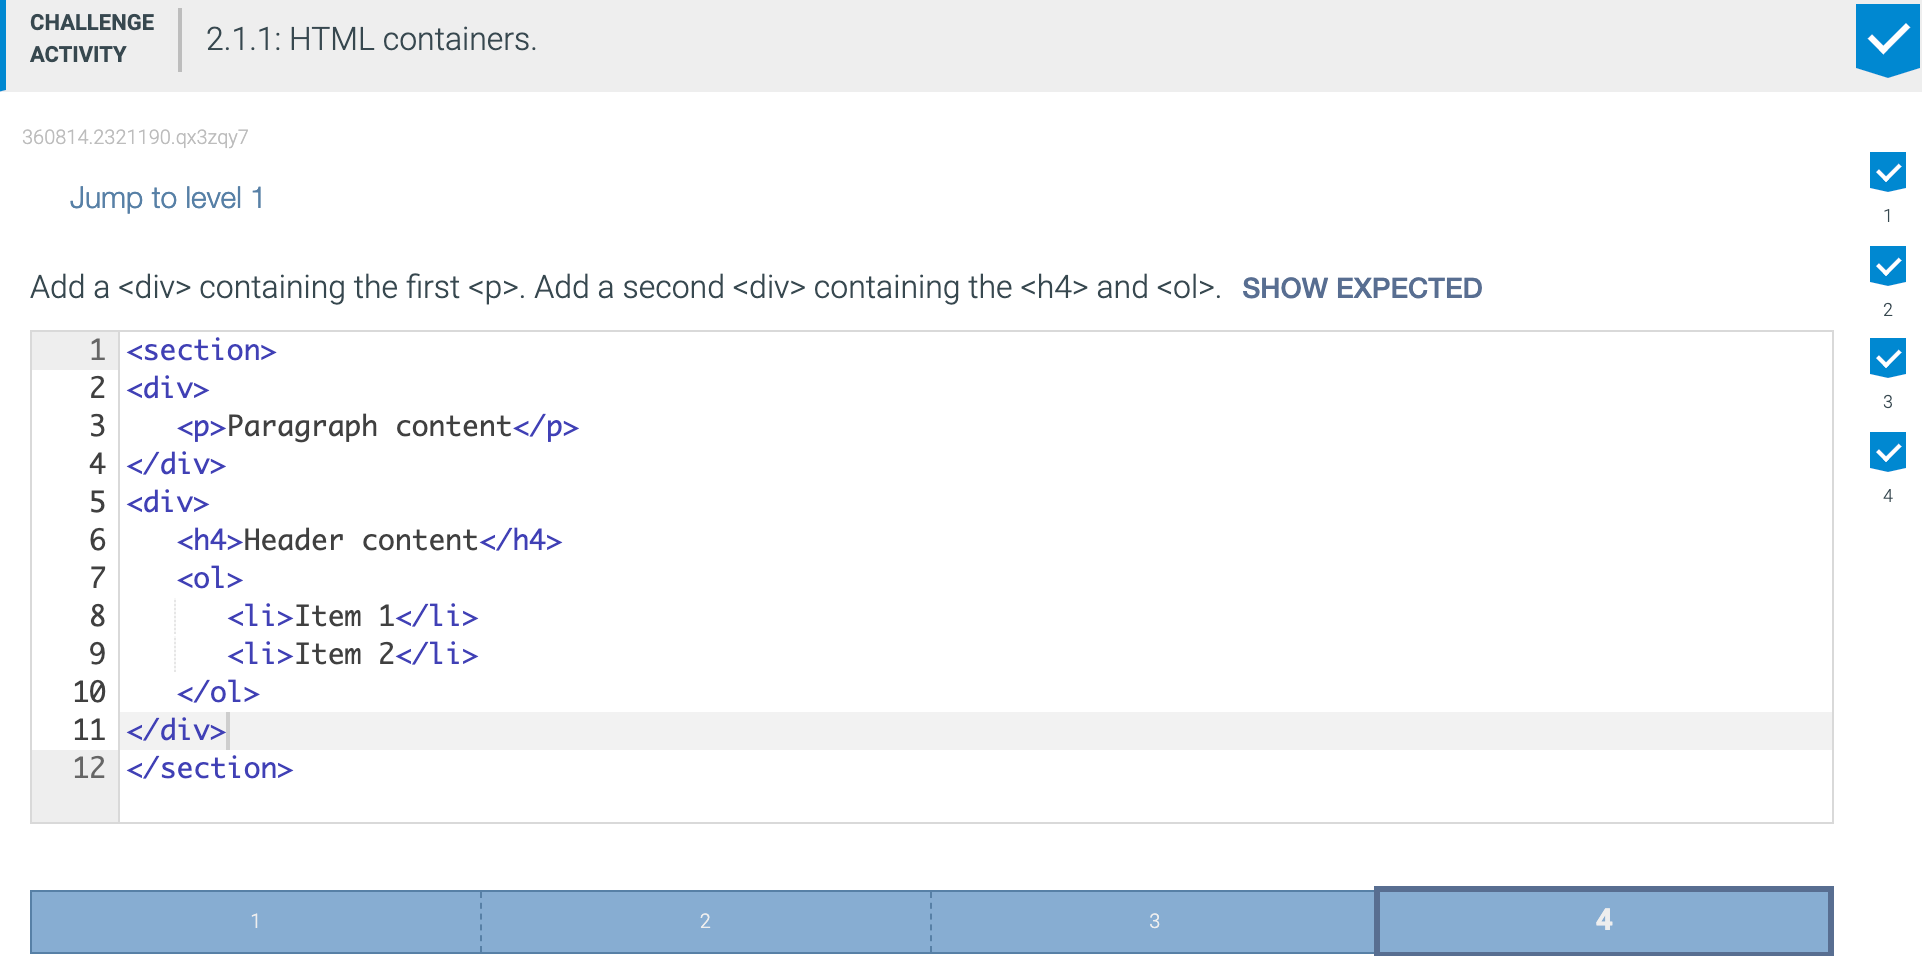 CHALLENGE
ACTIVITY
2.1.1: HTML containers.
360814.2321190.qx3zqy7
Jump to level 1
Add a <div> containing the first <p>. Add a second <div> containing the <h4> and <ol>. SHOW EXPECTED
1 <section>
2 <div>
3    <p>Paragraph content</p>
4 </div>
5 <div>
6    <h4>Header content</h4>
7    <ol>
8       <li>Item 1</li>
9       <li>Item 2</li>
10    </ol>
11 </div>
12 </section>
1
2
3
4
1 2 3 4